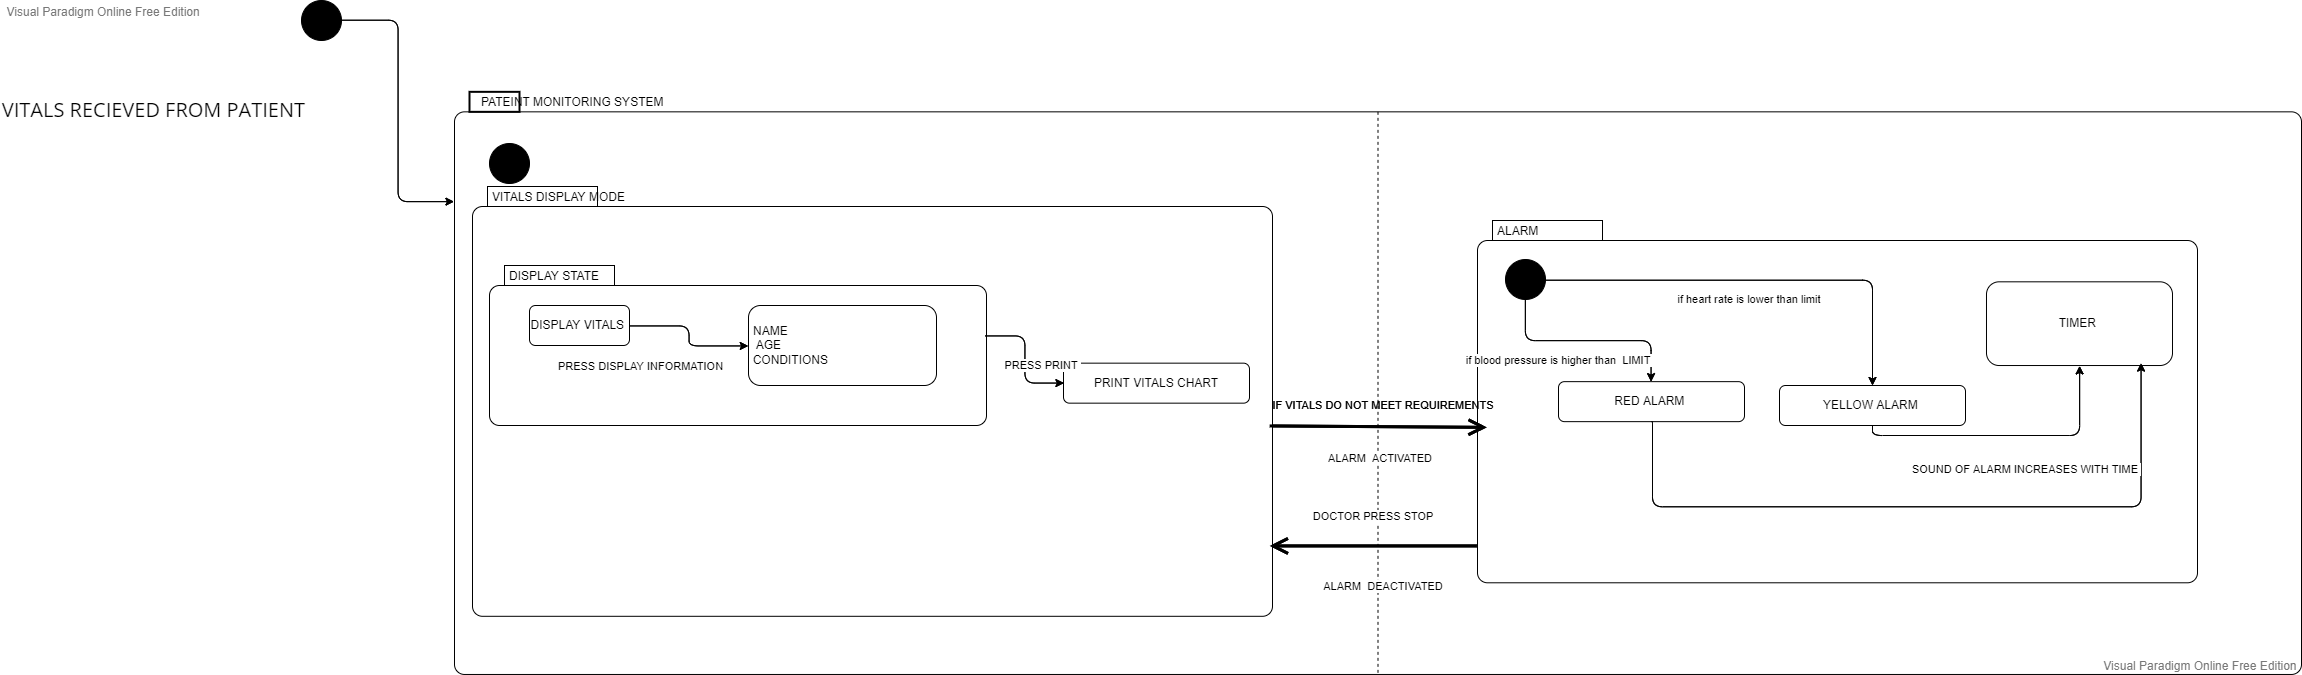 Visual Paradigm Online Free Edition
VITALS RECIEVED FROM PATIENT
PATEINT MONITORING SYSTEM
VITALS DISPLAY MODE
DISPLAY STATE
DISPLAY VITALS
PRESS DISPLAY INFORMATION
NAME
AGE
CONDITIONS
PRESS PRINT
PRINT VITALS CHART
IF VITALS DO NOT MEET REQUIREMENTS
ALARM ACTIVATED
DOCTOR PRESS STOP
ALARM DEACTIVATED
ALARM
if heart rate is lower than limit
if blood pressure is higher than LIMIT
RED ALARM
YELLOW ALARM
TIMER
SOUND OF ALARM INCREASES WITH TIME
Visual Paradigm Online Free Edition